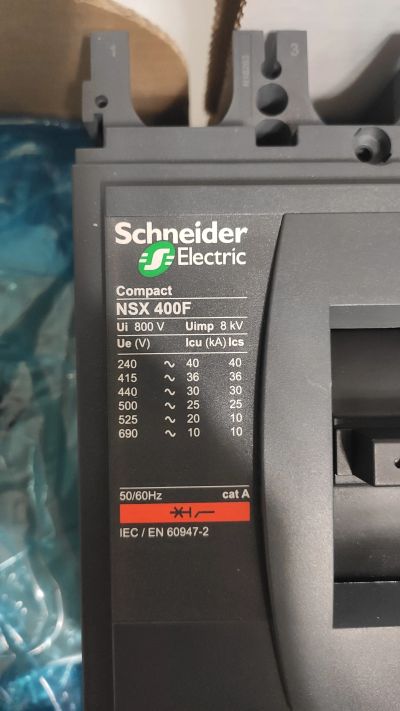 1 3
Schneider
Electric
Compact
NSX 400F
Ui 800 V Uimp 8 kV
Ue (V) Icu (kA) Ics
240 ~ 40 40
415 ~ 36 36
440 ~ 30 30
500 ~ 25 25
525 ~ 20 20
690 ~ 10 10
50/60Hz cat A
IEC / EN 60947-2